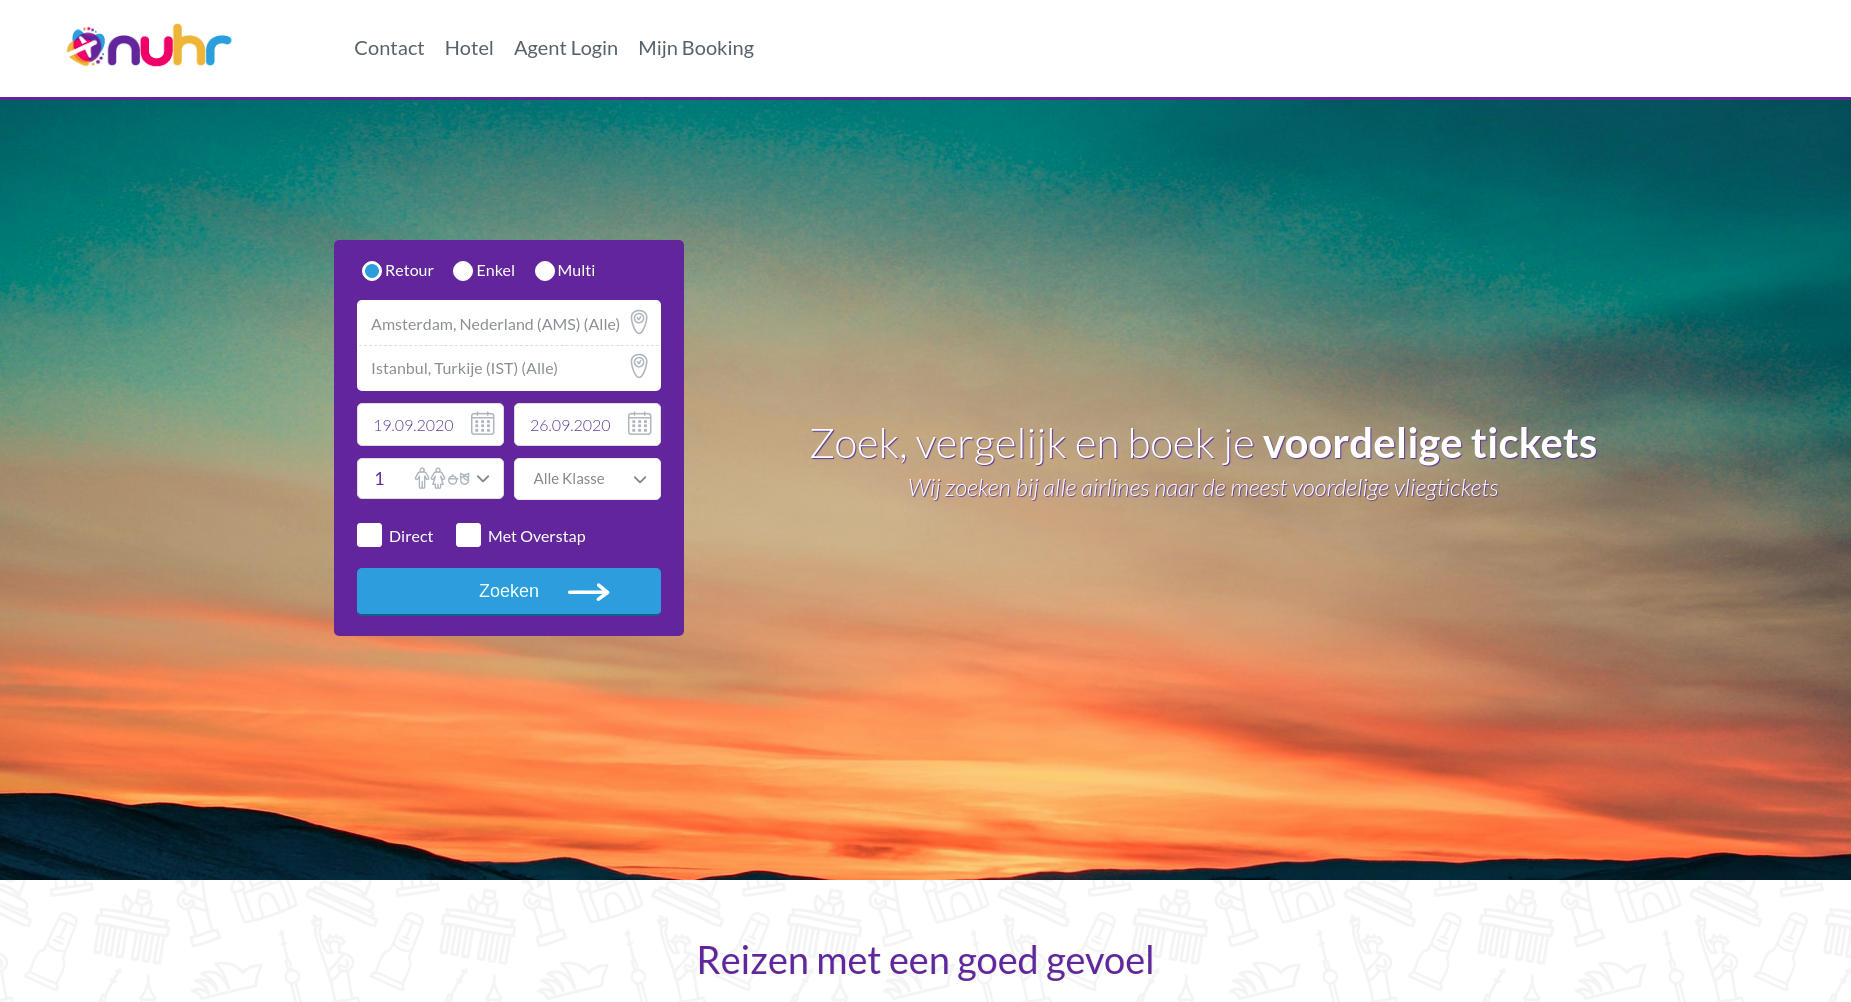 onuhr
Contact Hotel Agent Login Mijn Booking
Retour Enkel Multi
Amsterdam, Nederland (AMS) (Alle)
Istanbul, Turkije (IST) (Alle)
19.09.2020 26.09.2020
1 Alle Klasse
Direct Met Overstap
Zoeken
Zoek, vergelijk en boek je voordelige tickets
Wij zoeken bij alle airlines naar de meest voordelige vliegtickets
Reizen met een goed gevoel